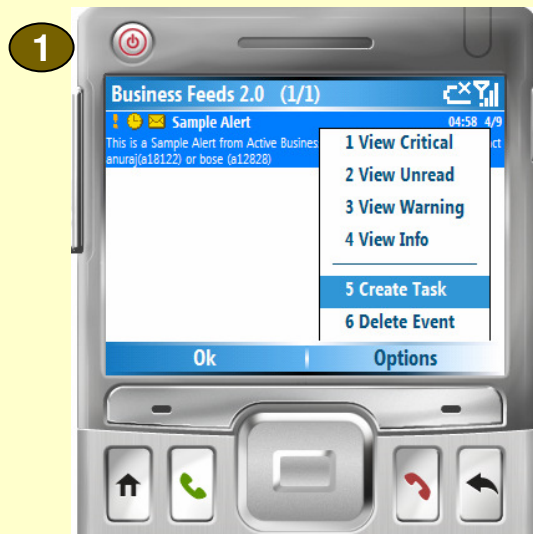 1
Business Feeds 2.0 (1/1)
Sample Alert 04:58 4/9
This is a Sample Alert from Active Busines
anuraj(a18122) or bose (a12828)
1 View Critical
2 View Unread
3 View Warning
4 View Info
5 Create Task
6 Delete Event
Ok Options